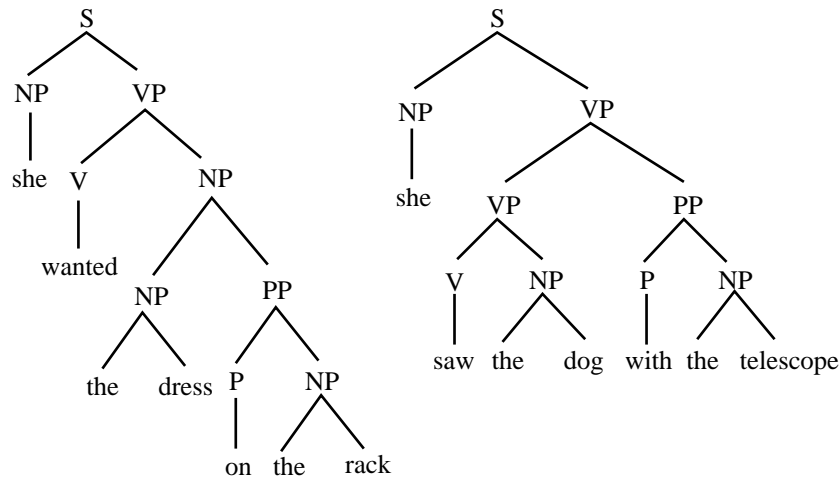 S
NP VP
she V NP
wanted NP PP
the dress P NP
on the rack
S
NP VP
she VP PP
V NP P NP
saw the dog with the telescope